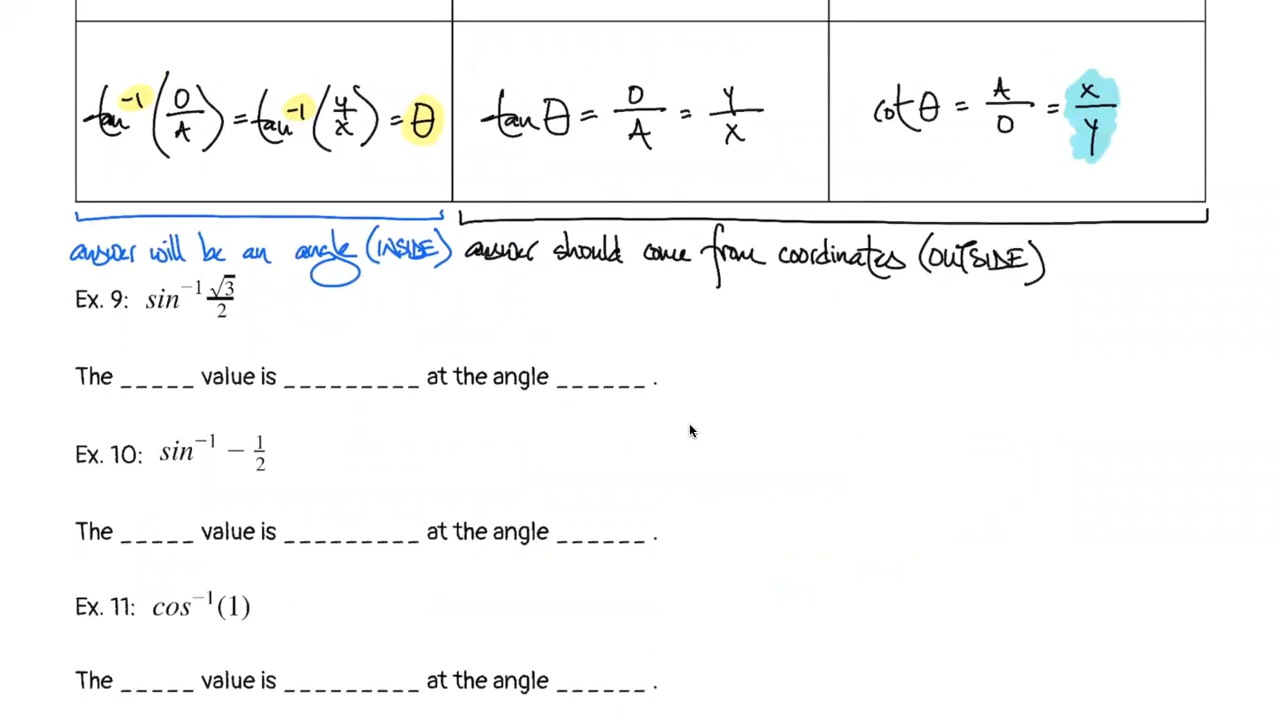 tan⁻¹(O/A) = tan⁻¹(y/x) = θ
tan θ = O/A = y/x
cot θ = A/O = x/y
answer will be an angle (INSIDE)
answer should come from coordinates (OUTSIDE)
Ex. 9: sin⁻¹ √3/2
The _____ value is _________ at the angle ______ .
Ex. 10: sin⁻¹ − 1/2
The _____ value is _________ at the angle ______ .
Ex. 11: cos⁻¹(1)
The _____ value is _________ at the angle ______ .